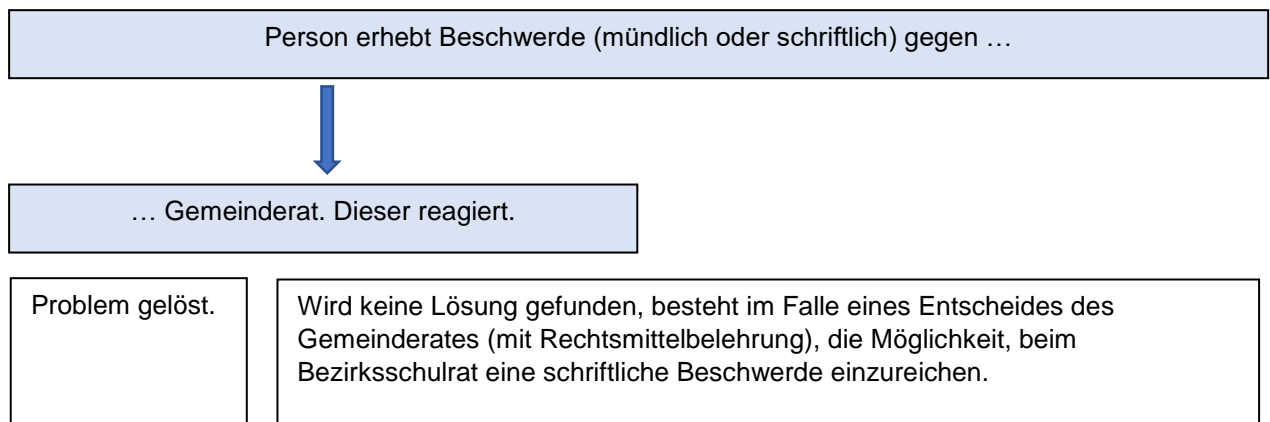 Person erhebt Beschwerde (mündlich oder schriftlich) gegen …
… Gemeinderat. Dieser reagiert.
Problem gelöst.
Wird keine Lösung gefunden, besteht im Falle eines Entscheides des
Gemeinderates (mit Rechtsmittelbelehrung), die Möglichkeit, beim
Bezirksschulrat eine schriftliche Beschwerde einzureichen.